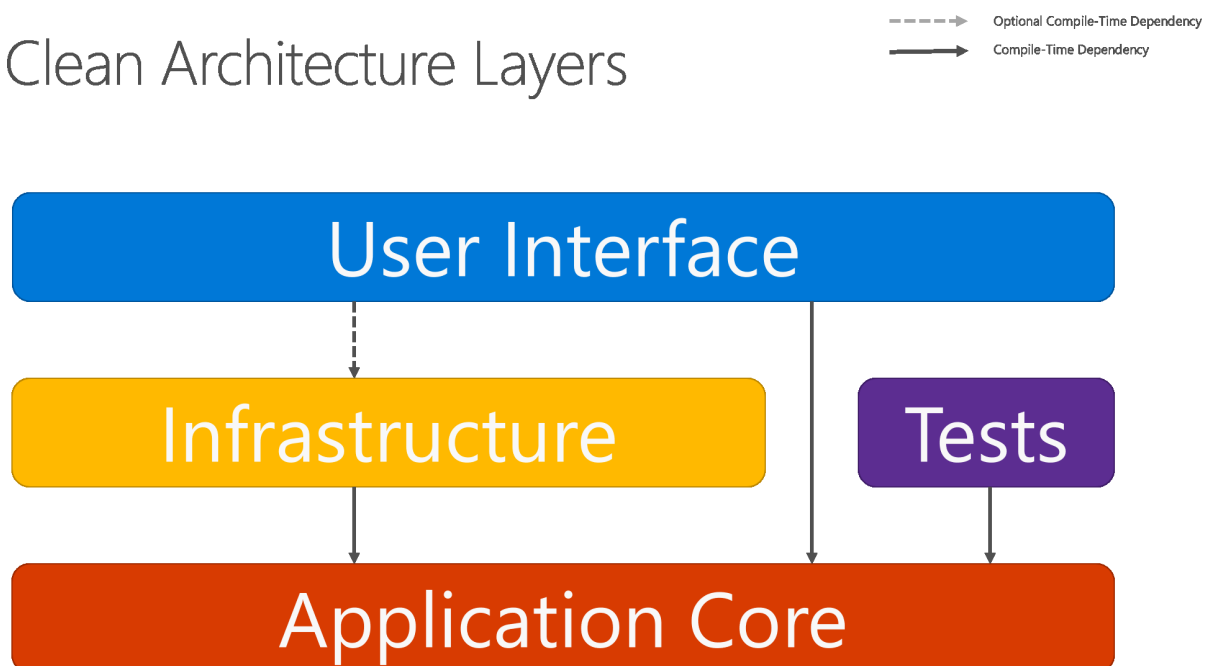 Clean Architecture Layers
Optional Compile-Time Dependency
Compile-Time Dependency
User Interface
Infrastructure
Tests
Application Core